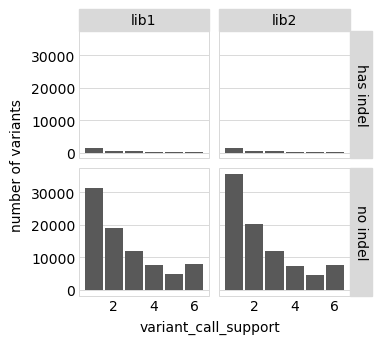 lib1 lib2
30000
20000
10000
0
has indel
number of variants
30000
20000
10000
0
no indel
2 4 6 2 4 6
variant_call_support